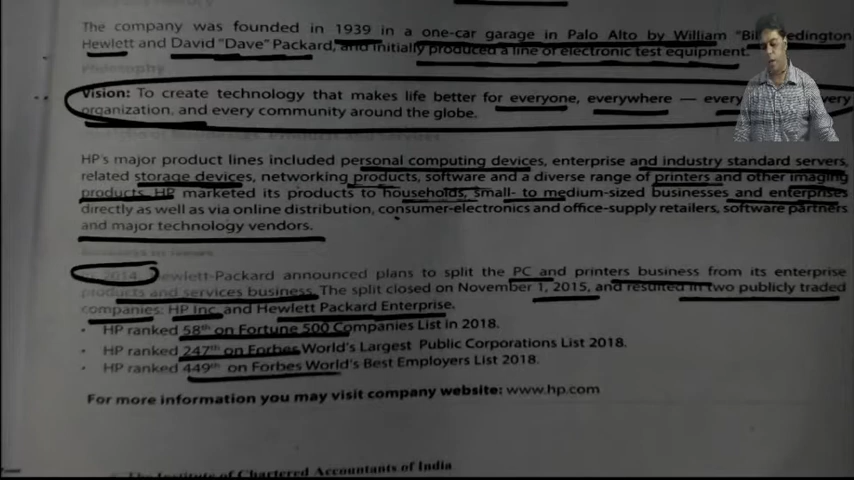 The company was founded in 1939 in a one-car garage in Palo Alto by William "Bill" Redington
Hewlett and David "Dave" Packard, and initially produced a line of electronic test equipment.
Philosophy
Vision: To create technology that makes life better for everyone, everywhere — every
organization, and every community around the globe.
HP's major product lines included personal computing devices, enterprise and industry standard servers,
related storage devices, networking products, software and a diverse range of printers and other imaging
products. HP marketed its products to households, small- to medium-sized businesses and enterprises
directly as well as via online distribution, consumer-electronics and office-supply retailers, software partners
and major technology vendors.
In 2014, Hewlett-Packard announced plans to split the PC and printers business from its enterprise
products and services business. The split closed on November 1, 2015, and resulted in two publicly traded
companies: HP Inc. and Hewlett Packard Enterprise.
• HP ranked 58th on Fortune 500 Companies List in 2018.
• HP ranked 247th on Forbes World's Largest Public Corporations List 2018.
• HP ranked 449th on Forbes World's Best Employers List 2018.
For more information you may visit company website: www.hp.com
The Institute of Chartered Accountants of India